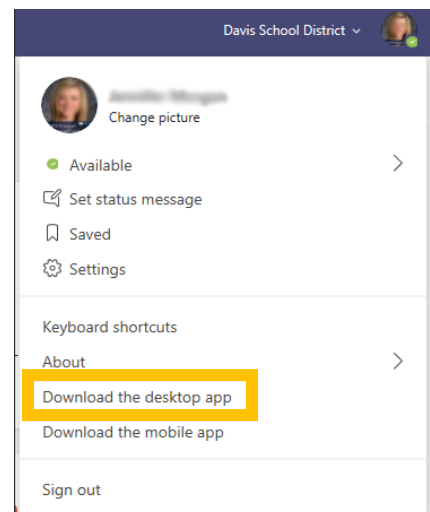 Davis School District
Change picture
Available
Set status message
Saved
Settings
Keyboard shortcuts
About
Download the desktop app
Download the mobile app
Sign out